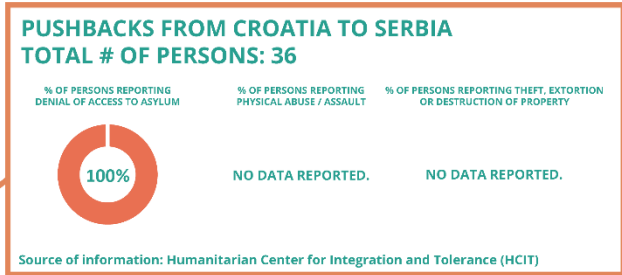 PUSHBACKS FROM CROATIA TO SERBIA
TOTAL # OF PERSONS: 36
% OF PERSONS REPORTING
DENIAL OF ACCESS TO ASYLUM
100%
% OF PERSONS REPORTING
PHYSICAL ABUSE / ASSAULT
NO DATA REPORTED.
% OF PERSONS REPORTING THEFT, EXTORTION
OR DESTRUCTION OF PROPERTY
NO DATA REPORTED.
Source of information: Humanitarian Center for Integration and Tolerance (HCIT)